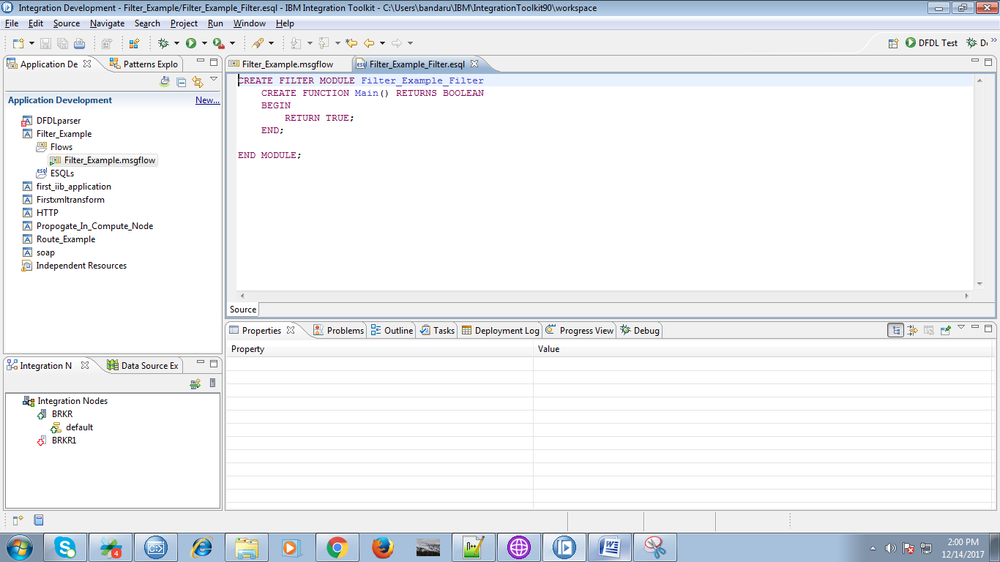 Integration Development - Filter_Example/Filter_Example_Filter.esql - IBM Integration Toolkit - C:\Users\bandaru\IBM\IntegrationToolkit90\workspace
File Edit Source Navigate Search Project Run Window Help
DFDL Test
Application De Patterns Explo
Application Development New...
DFDLparser
Filter_Example
Flows
Filter_Example.msgflow
ESQLs
first_iib_application
Firstxmltransform
HTTP
Propogate_In_Compute_Node
Route_Example
soap
Independent Resources
Filter_Example.msgflow Filter_Example_Filter.esql
CREATE FILTER MODULE Filter_Example_Filter
CREATE FUNCTION Main() RETURNS BOOLEAN
BEGIN
RETURN TRUE;
END;
END MODULE;
Source
Properties Problems Outline Tasks Deployment Log Progress View Debug
Property Value
Integration N Data Source Ex
Integration Nodes
BRKR
default
BRKR1
2:00 PM
12/14/2017